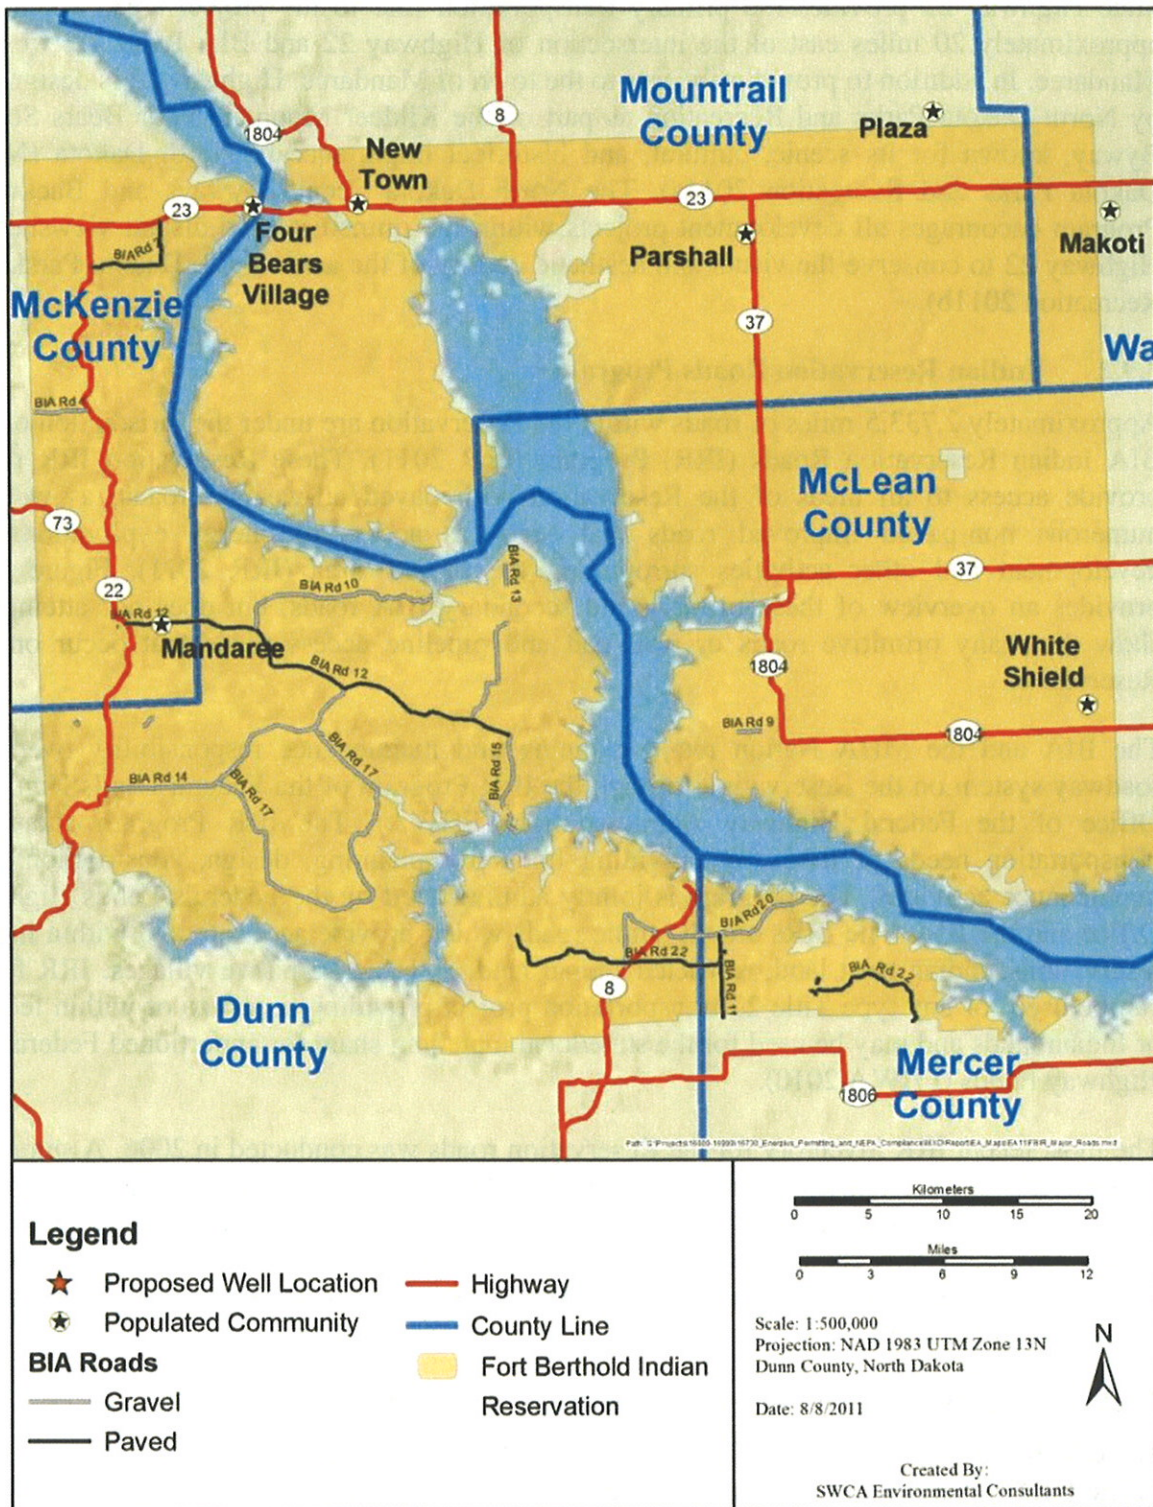 1804
8
Mountrail
County
Plaza
New
Town
23
23
Four
Bears
Village
Parshall
Makoti
BIA Rd 7
McKenzie
County
37
Wa
BIA Rd 4
McLean
County
73
22
BIA Rd 13
BIA Rd 10
37
BIA Rd 12
Mandaree
BIA Rd 12
1804
White
Shield
BIA Rd 9
1804
BIA Rd 17
BIA Rd 15
BIA Rd 14
BIA Rd 17
BIA Rd 20
BIA Rd 22
BIA Rd 11
BIA Rd 22
8
Dunn
County
Mercer
County
1806
Legend
Proposed Well Location
Populated Community
BIA Roads
Gravel
Paved
Highway
County Line
Fort Berthold Indian
Reservation
Kilometers
0 5 10 15 20
Miles
0 3 6 9 12
Scale: 1:500,000
Projection: NAD 1983 UTM Zone 13N
Dunn County, North Dakota
Date: 8/8/2011
N
Created By:
SWCA Environmental Consultants